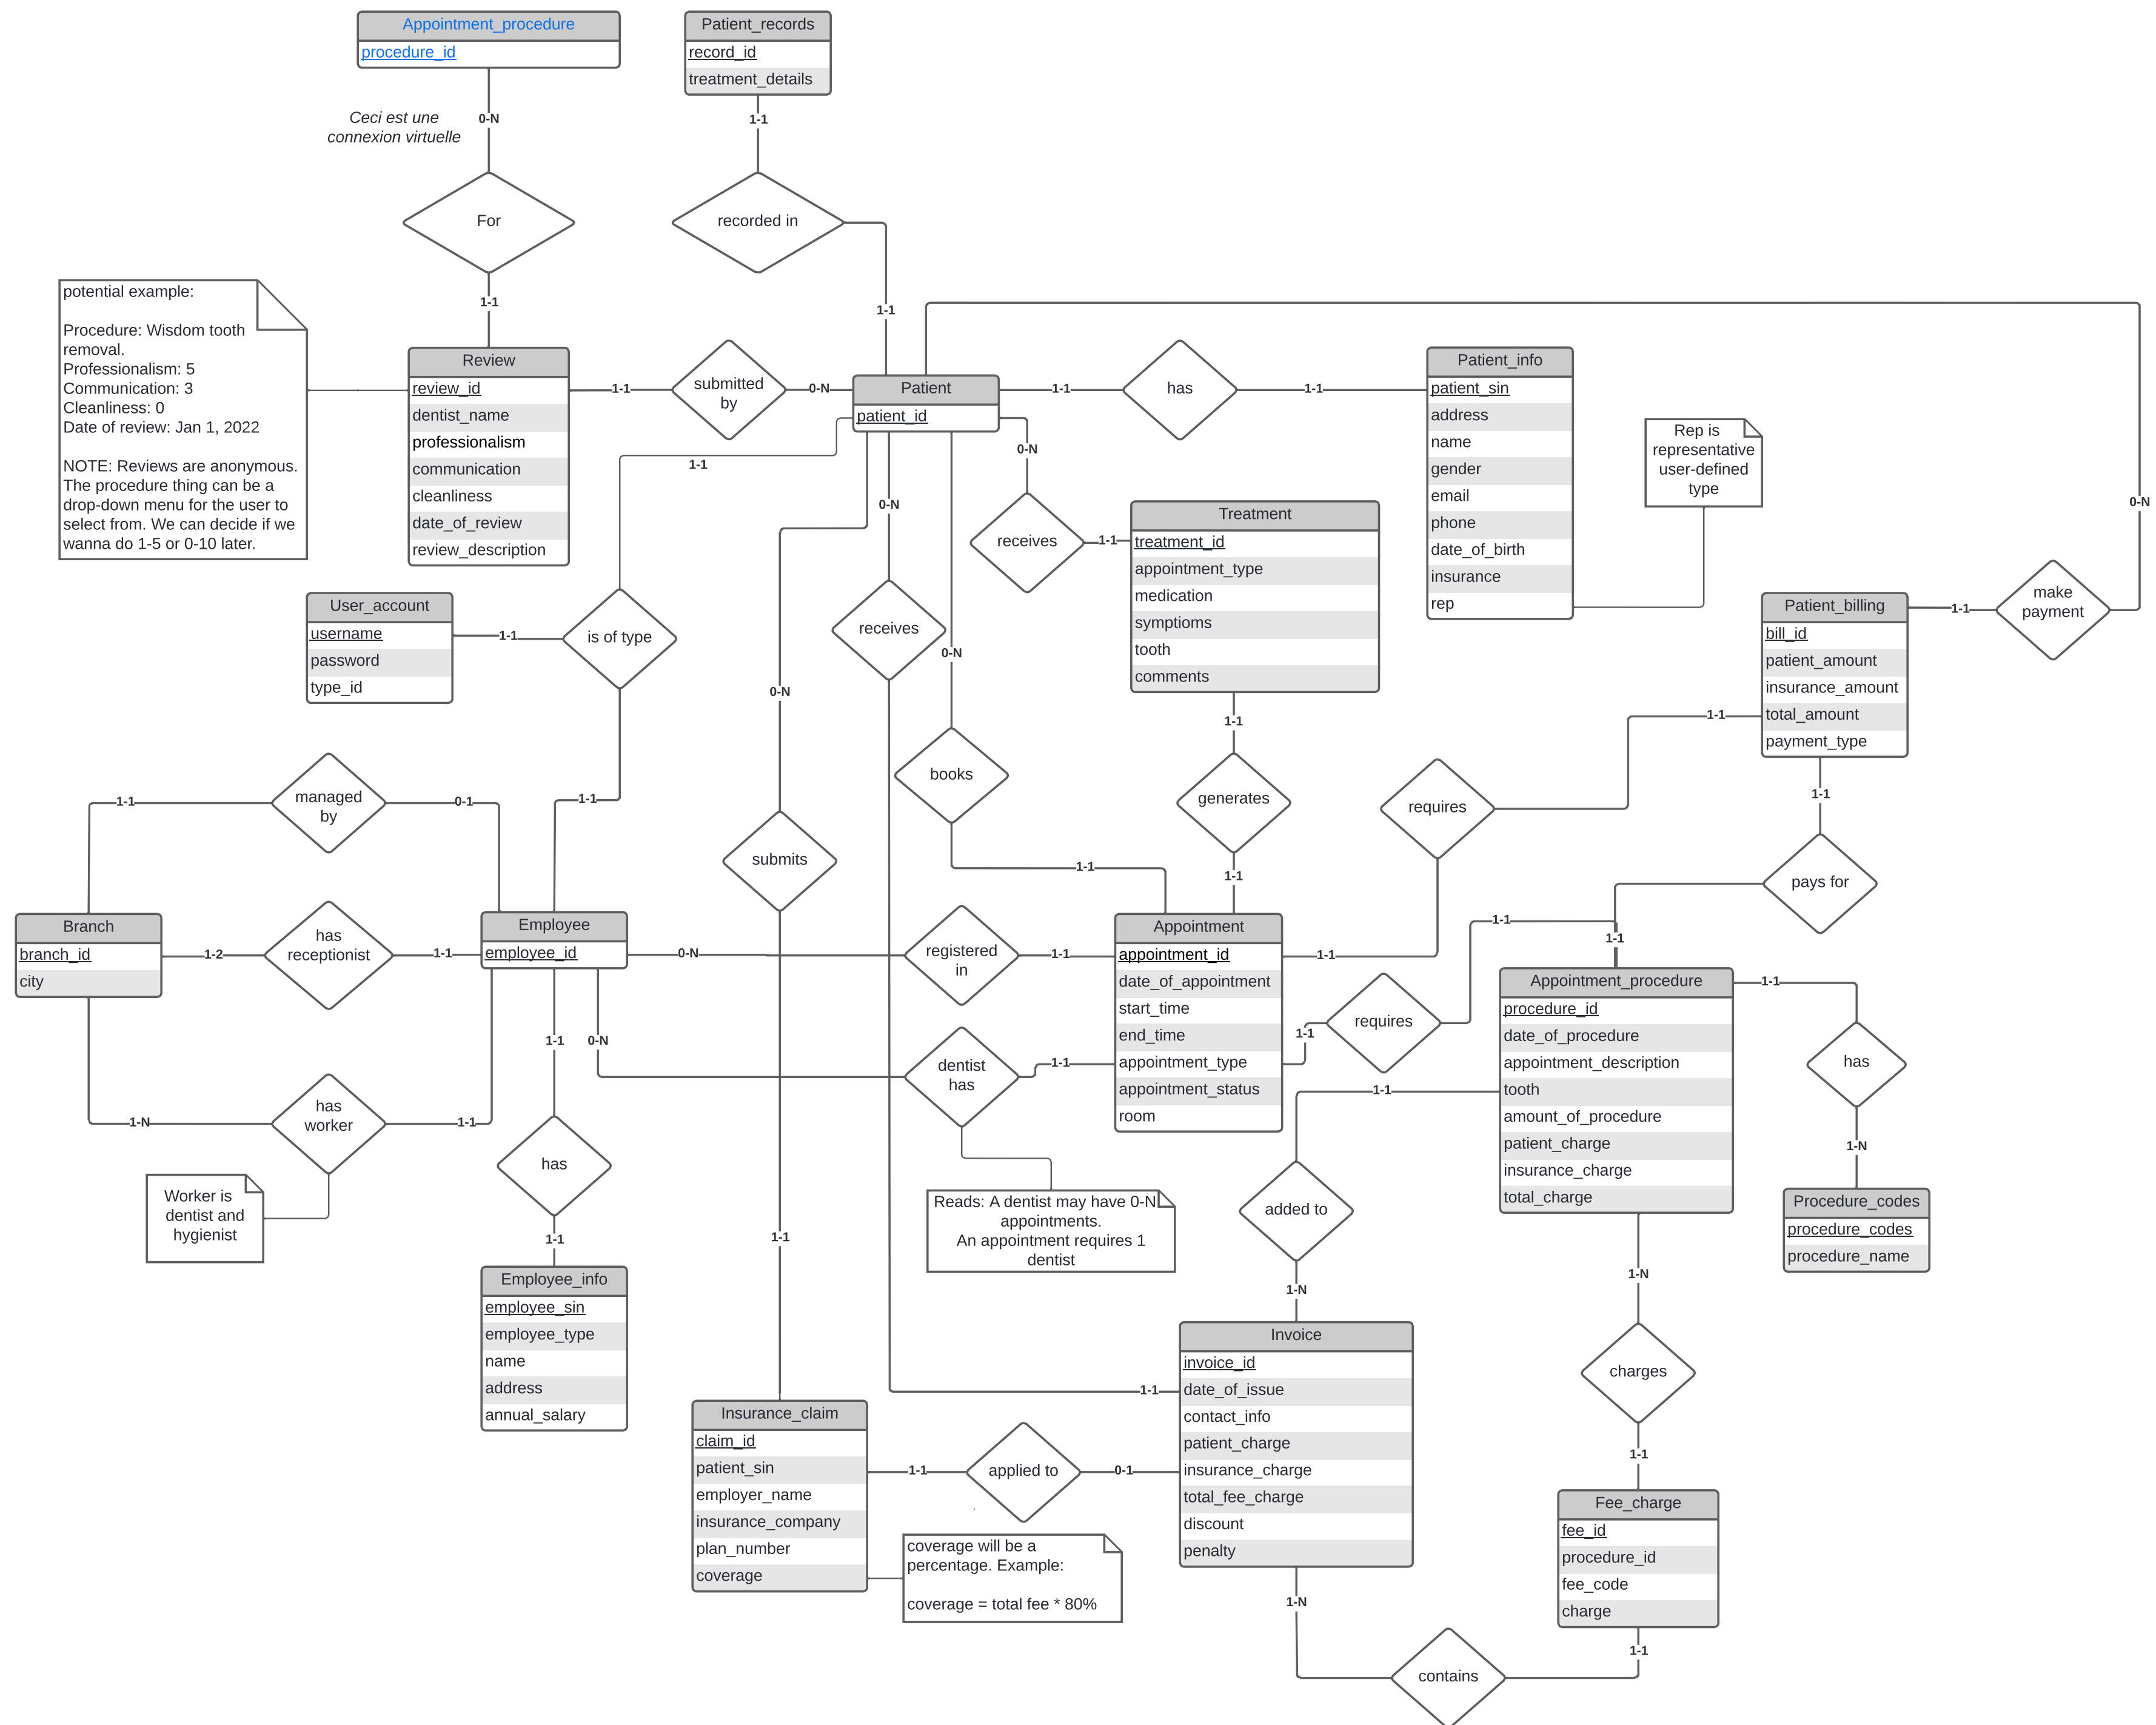 Appointment_procedure
procedure_id
Patient_records
record_id
treatment_details
Ceci est une
connexion virtuelle
0-N
1-1
For
recorded in
1-1
1-1
potential example:
Procedure: Wisdom tooth
removal.
Professionalism: 5
Communication: 3
Cleanliness: 0
Date of review: Jan 1, 2022
NOTE: Reviews are anonymous.
The procedure thing can be a
drop-down menu for the user to
select from. We can decide if we
wanna do 1-5 or 0-10 later.
Review
review_id
dentist_name
professionalism
communication
cleanliness
date_of_review
review_description
1-1
submitted
by
0-N
Patient
patient_id
1-1
has
1-1
Patient_info
patient_sin
address
name
gender
email
phone
date_of_birth
insurance
rep
Rep is
representative
user-defined
type
0-N
1-1
0-N
0-N
receives
1-1
Treatment
treatment_id
appointment_type
medication
symptioms
tooth
comments
User_account
username
password
type_id
1-1
is of type
receives
0-N
0-N
Patient_billing
bill_id
patient_amount
insurance_amount
total_amount
payment_type
1-1
make
payment
1-1
1-1
1-1
managed
by
0-1
1-1
books
generates
requires
1-1
submits
1-1
1-1
pays for
Branch
branch_id
city
1-2
has
receptionist
1-1
Employee
employee_id
0-N
registered
in
1-1
Appointment
appointment_id
date_of_appointment
start_time
end_time
appointment_type
appointment_status
room
1-1
1-1
1-1
requires
1-1
Appointment_procedure
procedure_id
date_of_procedure
appointment_description
tooth
amount_of_procedure
patient_charge
insurance_charge
total_charge
1-1
has
1-N
Procedure_codes
procedure_codes
procedure_name
1-1
0-N
dentist
has
1-1
1-N
has
worker
1-1
Worker is
dentist and
hygienist
has
1-1
Reads: A dentist may have 0-N
appointments.
An appointment requires 1
dentist
1-1
added to
1-N
1-1
Employee_info
employee_sin
employee_type
name
address
annual_salary
1-N
charges
1-1
Invoice
invoice_id
date_of_issue
contact_info
patient_charge
insurance_charge
total_fee_charge
discount
penalty
1-1
Insurance_claim
claim_id
patient_sin
employer_name
insurance_company
plan_number
coverage
1-1
applied to
0-1
coverage will be a
percentage. Example:
coverage = total fee * 80%
Fee_charge
fee_id
procedure_id
fee_code
charge
1-N
contains
1-1